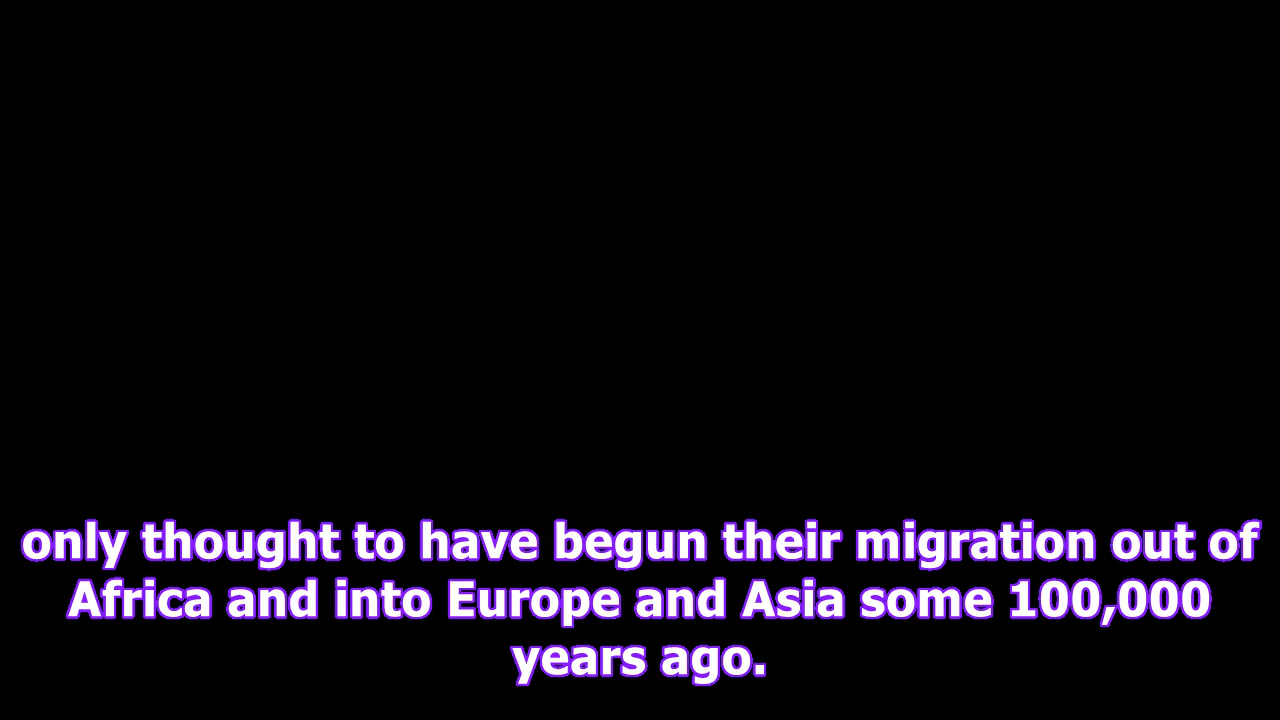 only thought to have begun their migration out of
Africa and into Europe and Asia some 100,000
years ago.